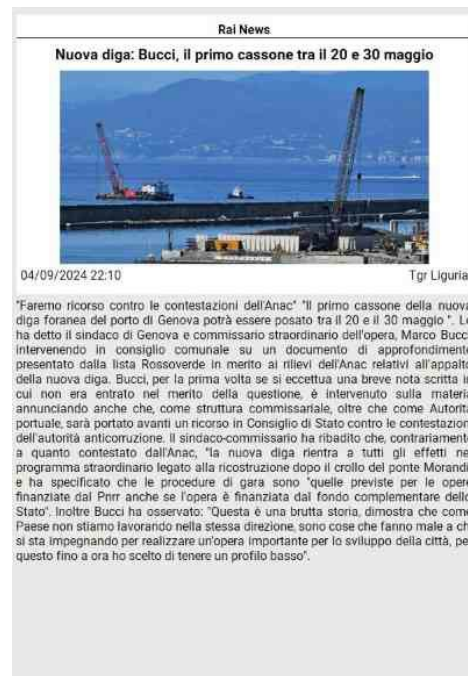 Rai News
Nuova diga: Bucci, il primo cassone tra il 20 e 30 maggio
04/09/2024 22:10
Tgr Liguria
"Faremo ricorso contro le contestazioni dell'Anac" "Il primo cassone della nuova
diga foranea del porto di Genova potrà essere posato tra il 20 e il 30 maggio ". L
ha detto il sindaco di Genova e commissario straordinario dell'opera, Marco Bucci
intervenendo in consiglio comunale su un documento di approfondimento
presentato dalla lista Rossoverde in merito ai rilievi dell'Anac relativi all'appalto
della nuova diga. Bucci, per la prima volta se si eccettua una breve nota scritta in
cui non era entrato nel merito della questione, è intervenuto sulla materia
annunciando anche che, come struttura commissariale, oltre che come Autorità
portuale, sarà portato avanti un ricorso in Consiglio di Stato contro le contestazion
dell'autorità anticorruzione. Il sindaco-commissario ha ribadito che, contrariamente
a quanto contestato dall'Anac, "la nuova diga rientra a tutti gli effetti ne
programma straordinario legato alla ricostruzione dopo il crollo del ponte Morandi
e ha specificato che le procedure di gara sono "quelle previste per le opere
finanziate dal Pnrr anche se l'opera è finanziata dal fondo complementare dello
Stato". Inoltre Bucci ha osservato: "Questa è una brutta storia, dimostra che come
Paese non stiamo lavorando nella stessa direzione, sono cose che fanno male a ch
si sta impegnando per realizzare un'opera importante per lo sviluppo della città, pe
questo fino a ora ho scelto di tenere un profilo basso".